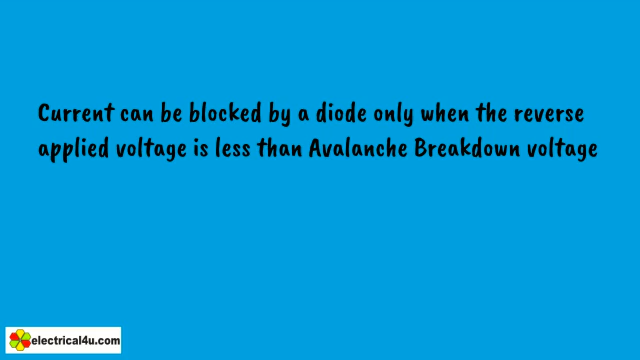 Current can be blocked by a diode only when the reverse
applied voltage is less than Avalanche Breakdown voltage
electrical4u.com